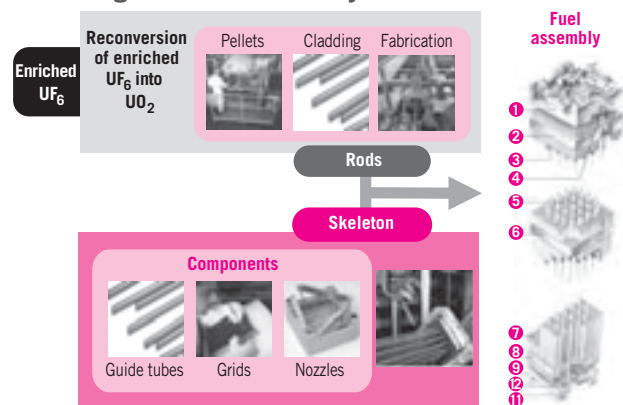 Enriched
UF6
Reconversion
of enriched
UF6 into
UO2
Pellets
Cladding
Fabrication
Rods
Skeleton
Components
Guide tubes
Grids
Nozzles
Fuel
assembly
1
2
3
4
5
6
7
8
9
12
11